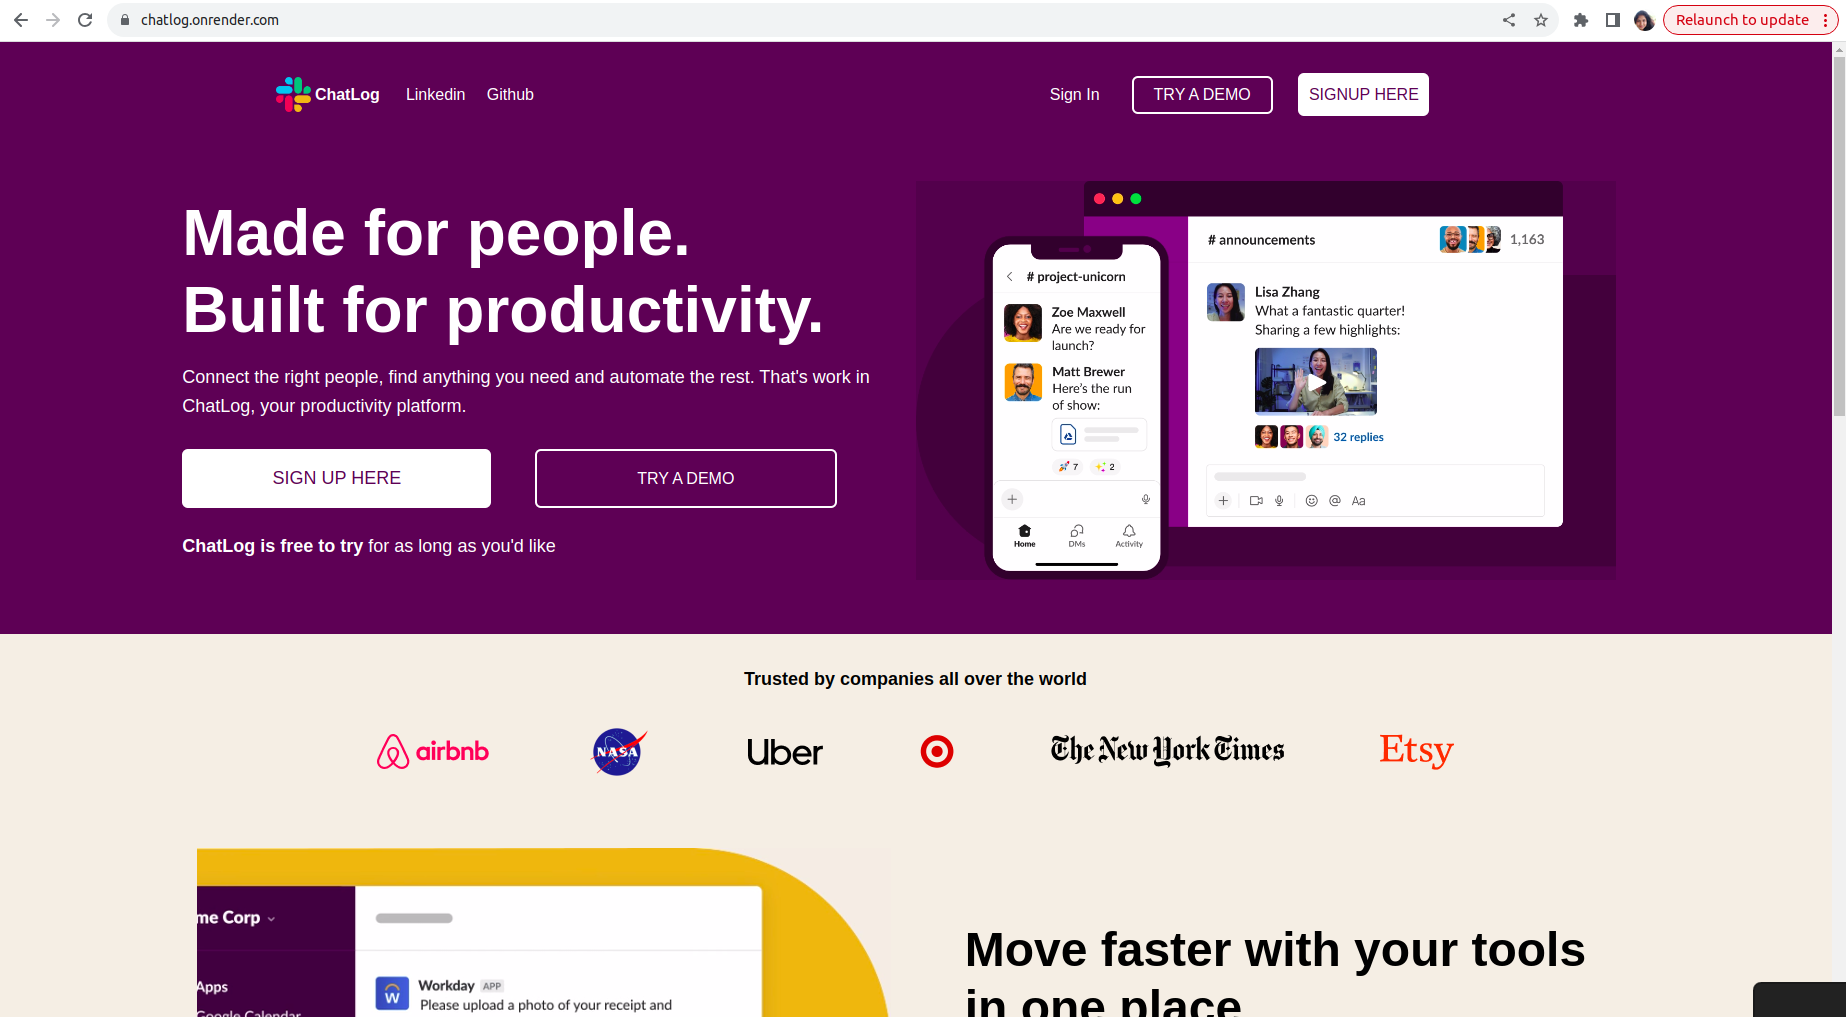 chatlog.onrender.com
Relaunch to update
ChatLog Linkedin Github
Sign In TRY A DEMO SIGNUP HERE
Made for people.
Built for productivity.
Connect the right people, find anything you need and automate the rest. That's work in
ChatLog, your productivity platform.
SIGN UP HERE TRY A DEMO
ChatLog is free to try for as long as you'd like
# project-unicorn
Zoe Maxwell
Are we ready for
launch?
Matt Brewer
Here's the run
of show:
7 2
Home DMs Activity
# announcements 1,163
Lisa Zhang
What a fantastic quarter!
Sharing a few highlights:
32 replies
@ Aa
Trusted by companies all over the world
airbnb NASA Uber The New York Times Etsy
me Corp
Apps
Google Calendar
Workday APP
Please upload a photo of your receipt and
Move faster with your tools
in one place